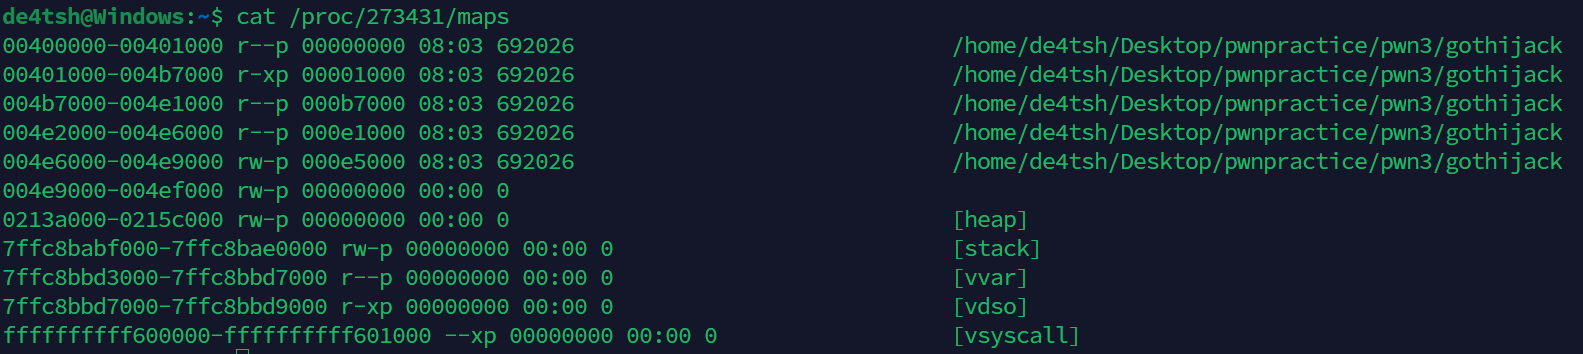 de4tsh@Windows:~$ cat /proc/273431/maps
00400000-00401000 r--p 00000000 08:03 692026 /home/de4tsh/Desktop/pwnpractice/pwn3/gothijack
00401000-004b7000 r-xp 00001000 08:03 692026 /home/de4tsh/Desktop/pwnpractice/pwn3/gothijack
004b7000-004e1000 r--p 000b7000 08:03 692026 /home/de4tsh/Desktop/pwnpractice/pwn3/gothijack
004e2000-004e6000 r--p 000e1000 08:03 692026 /home/de4tsh/Desktop/pwnpractice/pwn3/gothijack
004e6000-004e9000 rw-p 000e5000 08:03 692026 /home/de4tsh/Desktop/pwnpractice/pwn3/gothijack
004e9000-004ef000 rw-p 00000000 00:00 0
0213a000-0215c000 rw-p 00000000 00:00 0 [heap]
7ffc8babf000-7ffc8bae0000 rw-p 00000000 00:00 0 [stack]
7ffc8bbd3000-7ffc8bbd7000 r--p 00000000 00:00 0 [vvar]
7ffc8bbd7000-7ffc8bbd9000 r-xp 00000000 00:00 0 [vdso]
ffffffffff600000-ffffffffff601000 --xp 00000000 00:00 0 [vsyscall]